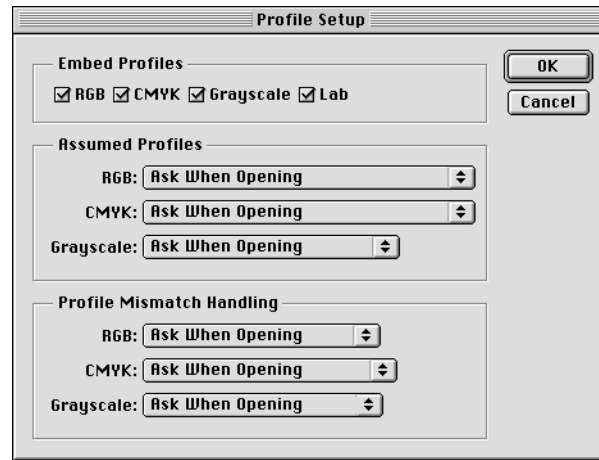 Profile Setup
Embed Profiles
RGB CMYK Grayscale Lab
OK
Cancel
Assumed Profiles
RGB: Ask When Opening
CMYK: Ask When Opening
Grayscale: Ask When Opening
Profile Mismatch Handling
RGB: Ask When Opening
CMYK: Ask When Opening
Grayscale: Ask When Opening